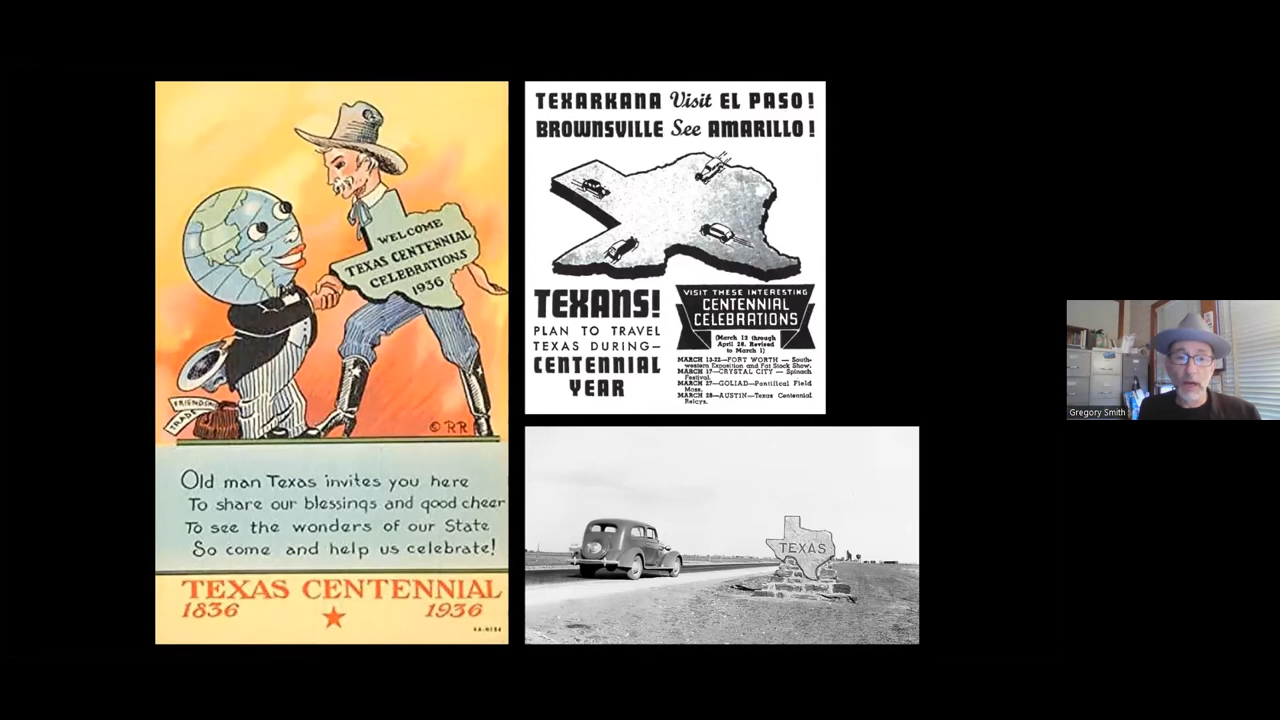 WELCOME
TEXAS CENTENNIAL
CELEBRATIONS
1936
FRIENDSHIP
TRADE
© RR
Old man Texas invites you here
To share our blessings and good cheer
To see the wonders of our State
So come and help us celebrate!
TEXAS CENTENNIAL
1836 1936
TEXARKANA Visit EL PASO!
BROWNSVILLE See AMARILLO!
TEXANS!
PLAN TO TRAVEL
TEXAS DURING—
CENTENNIAL
YEAR
VISIT THESE INTERESTING
CENTENNIAL
CELEBRATIONS
(March 13 through
April 28, Revised
to March 1)
MARCH 13-22—FORT WORTH — South-
western Exposition and Fat Stock Show.
MARCH 17—CRYSTAL CITY — Spinach
Festival.
MARCH 27—GOLIAD—Pontifical Field
Mass.
MARCH 28—AUSTIN—Texas Centennial
Relays.
TEXAS
Gregory Smith